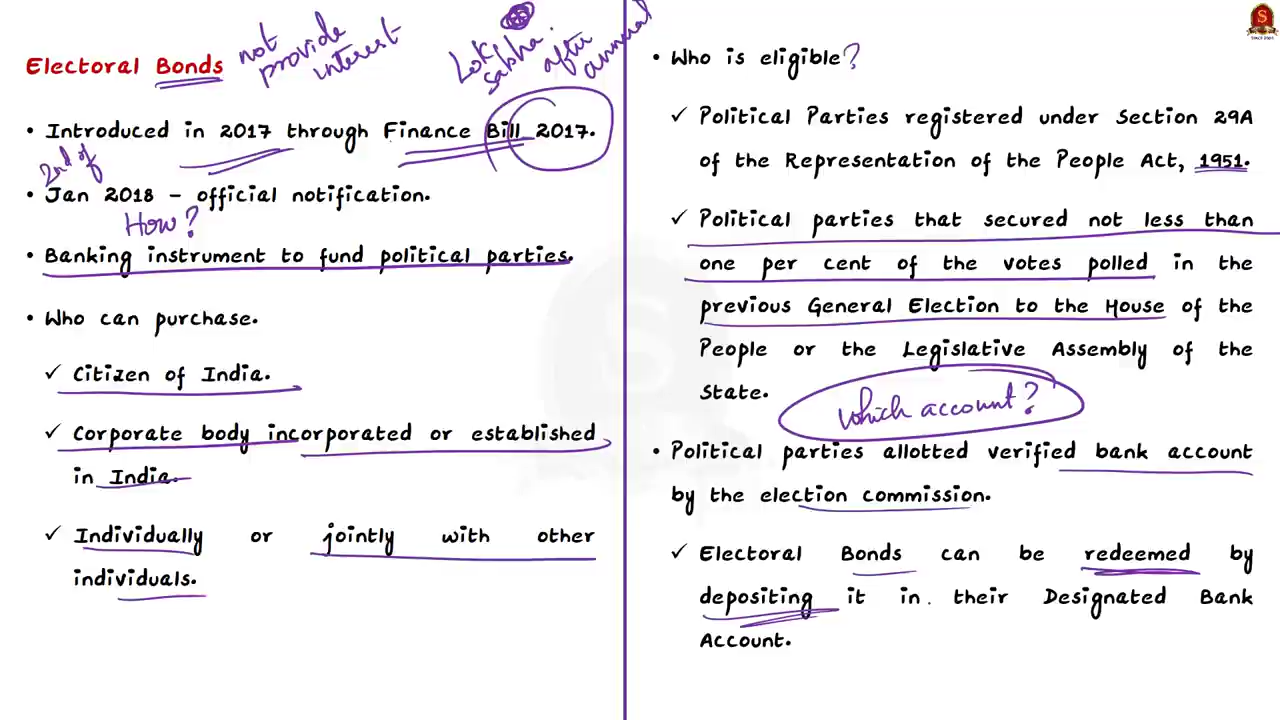 Electoral Bonds
not
provide
interest
Lok
Sabha.
after
annual
• Introduced in 2017 through Finance Bill 2017.
2nd of
• Jan 2018 – official notification.
How?
• Banking instrument to fund political parties.
• Who can purchase.
✓ Citizen of India.
✓ Corporate body incorporated or established
in India.
✓ Individually or jointly with other
individuals.
• Who is eligible?
✓ Political Parties registered under Section 29A
of the Representation of the People Act, 1951.
✓ Political parties that secured not less than
one per cent of the votes polled in the
previous General Election to the House of the
People or the Legislative Assembly of the
State.
Which account?
• Political parties allotted verified bank account
by the election commission.
✓ Electoral Bonds can be redeemed by
depositing it in their Designated Bank
Account.
S